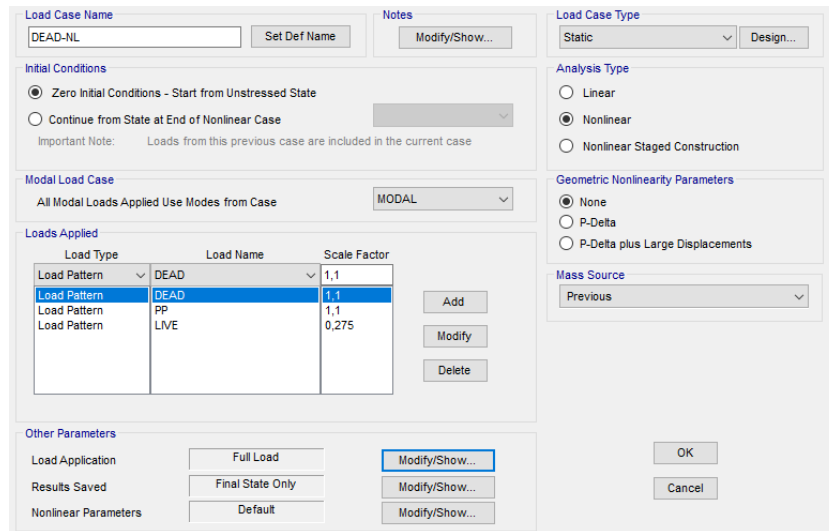 Load Case Name
DEAD-NL
Set Def Name
Notes
Modify/Show...
Load Case Type
Static
Design...
Initial Conditions
Zero Initial Conditions - Start from Unstressed State
Continue from State at End of Nonlinear Case
Important Note: Loads from this previous case are included in the current case
Analysis Type
Linear
Nonlinear
Nonlinear Staged Construction
Modal Load Case
All Modal Loads Applied Use Modes from Case
MODAL
Geometric Nonlinearity Parameters
None
P-Delta
P-Delta plus Large Displacements
Loads Applied
Load Type Load Name Scale Factor
Load Pattern DEAD 1,1
Load Pattern DEAD 1,1
Load Pattern PP 1,1
Load Pattern LIVE 0,275
Add
Modify
Delete
Mass Source
Previous
Other Parameters
Load Application Full Load Modify/Show...
Results Saved Final State Only Modify/Show...
Nonlinear Parameters Default Modify/Show...
OK
Cancel